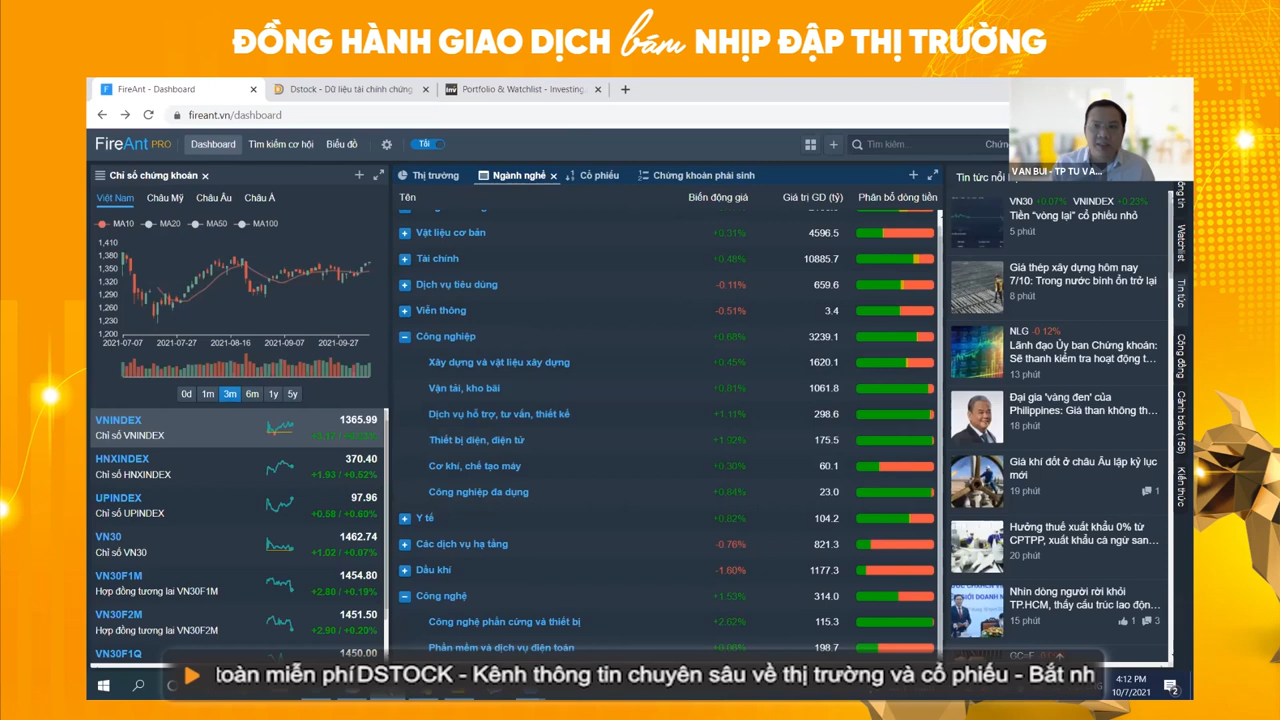 ĐỒNG HÀNH GIAO DỊCH bám NHỊP ĐẬP THỊ TRƯỜNG
FireAnt - Dashboard
Dstock - Dữ liệu tài chính chứng
Portfolio & Watchlist - Investing.
fireant.vn/dashboard
FireAnt PRO
Dashboard
Tìm kiếm cơ hội
Biểu đồ
Tối
Tìm kiếm..
Chứn
VAN BUI - TP TU VA...
Chỉ số chứng khoán
Việt Nam
Châu Mỹ
Châu Âu
Châu Á
MA10
MA20
MA50
MA100
1,410
1,380
1,350
1,320
1,290
1,260
1,230
1,200
2021-07-07
2021-07-27
2021-08-16
2021-09-07
2021-09-27
0d
1m
3m
6m
1y
5y
VNINDEX 1365.99
Chỉ số VNINDEX
HNXINDEX 370.40
Chỉ số HNXINDEX +1.93 / +0.52%
UPINDEX 97.96
Chỉ số UPINDEX +0.58 / +0.60%
VN30 1462.74
Chỉ số VN30 +1.02 / +0.07%
VN30F1M 1454.80
Hợp đồng tương lai VN30F1M +2.80 / +0.19%
VN30F2M 1451.50
Hợp đồng tương lai VN30F2M +2.90 / +0.20%
VN30F1Q 1450.00
Thị trường
Ngành nghề
Cổ phiếu
Chứng khoán phái sinh
Tên Biến động giá Giá trị GD (tỷ) Phân bổ dòng tiền
Vật liệu cơ bản +0.31% 4596.5
Tài chính +0.48% 10885.7
Dịch vụ tiêu dùng -0.11% 659.6
Viễn thông -0.51% 3.4
Công nghiệp +0.68% 3239.1
Xây dựng và vật liệu xây dựng +0.45% 1620.1
Vận tải, kho bãi +0.81% 1061.8
Dịch vụ hỗ trợ, tư vấn, thiết kế +1.11% 298.6
Thiết bị điện, điện tử +1.92% 175.5
Cơ khí, chế tạo máy +0.30% 60.1
Công nghiệp đa dụng +0.64% 23.0
Y tế +0.82% 104.2
Các dịch vụ hạ tầng -0.76% 821.3
Dầu khí -1.60% 1177.3
Công nghệ +1.53% 314.0
Công nghệ phần cứng và thiết bị +2.62% 115.3
Phần mềm và dịch vụ điện toán +0.06% 198.7
Tin tức nổi
VN30 +0.07% VNINDEX +0.23%
Tiền “vòng lại” cổ phiếu nhỏ
5 phút
Giá thép xây dựng hôm nay
7/10: Trong nước bình ổn trở lại
8 phút
NLG -0.12%
Lãnh đạo Ủy ban Chứng khoán:
Sẽ thanh kiểm tra hoạt động t...
13 phút
Đại gia 'vàng đen' của
Philippines: Giá than không th...
18 phút
Giá khí đốt ở châu Âu lập kỷ lục
mới
19 phút 1
Hưởng thuế xuất khẩu 0% từ
CPTPP, xuất khẩu cá ngừ san...
20 phút
Nhìn dòng người rời khỏi
TP.HCM, thấy cấu trúc lao độn...
15 phút 1 3
GC=F
Watchlist
Tin tức
Cộng đồng
Cảnh báo (156)
Kiến thức
toàn miễn phí DSTOCK - Kênh thông tin chuyên sâu về thị trường và cổ phiếu - Bắt nh
4:12 PM
10/7/2021
2